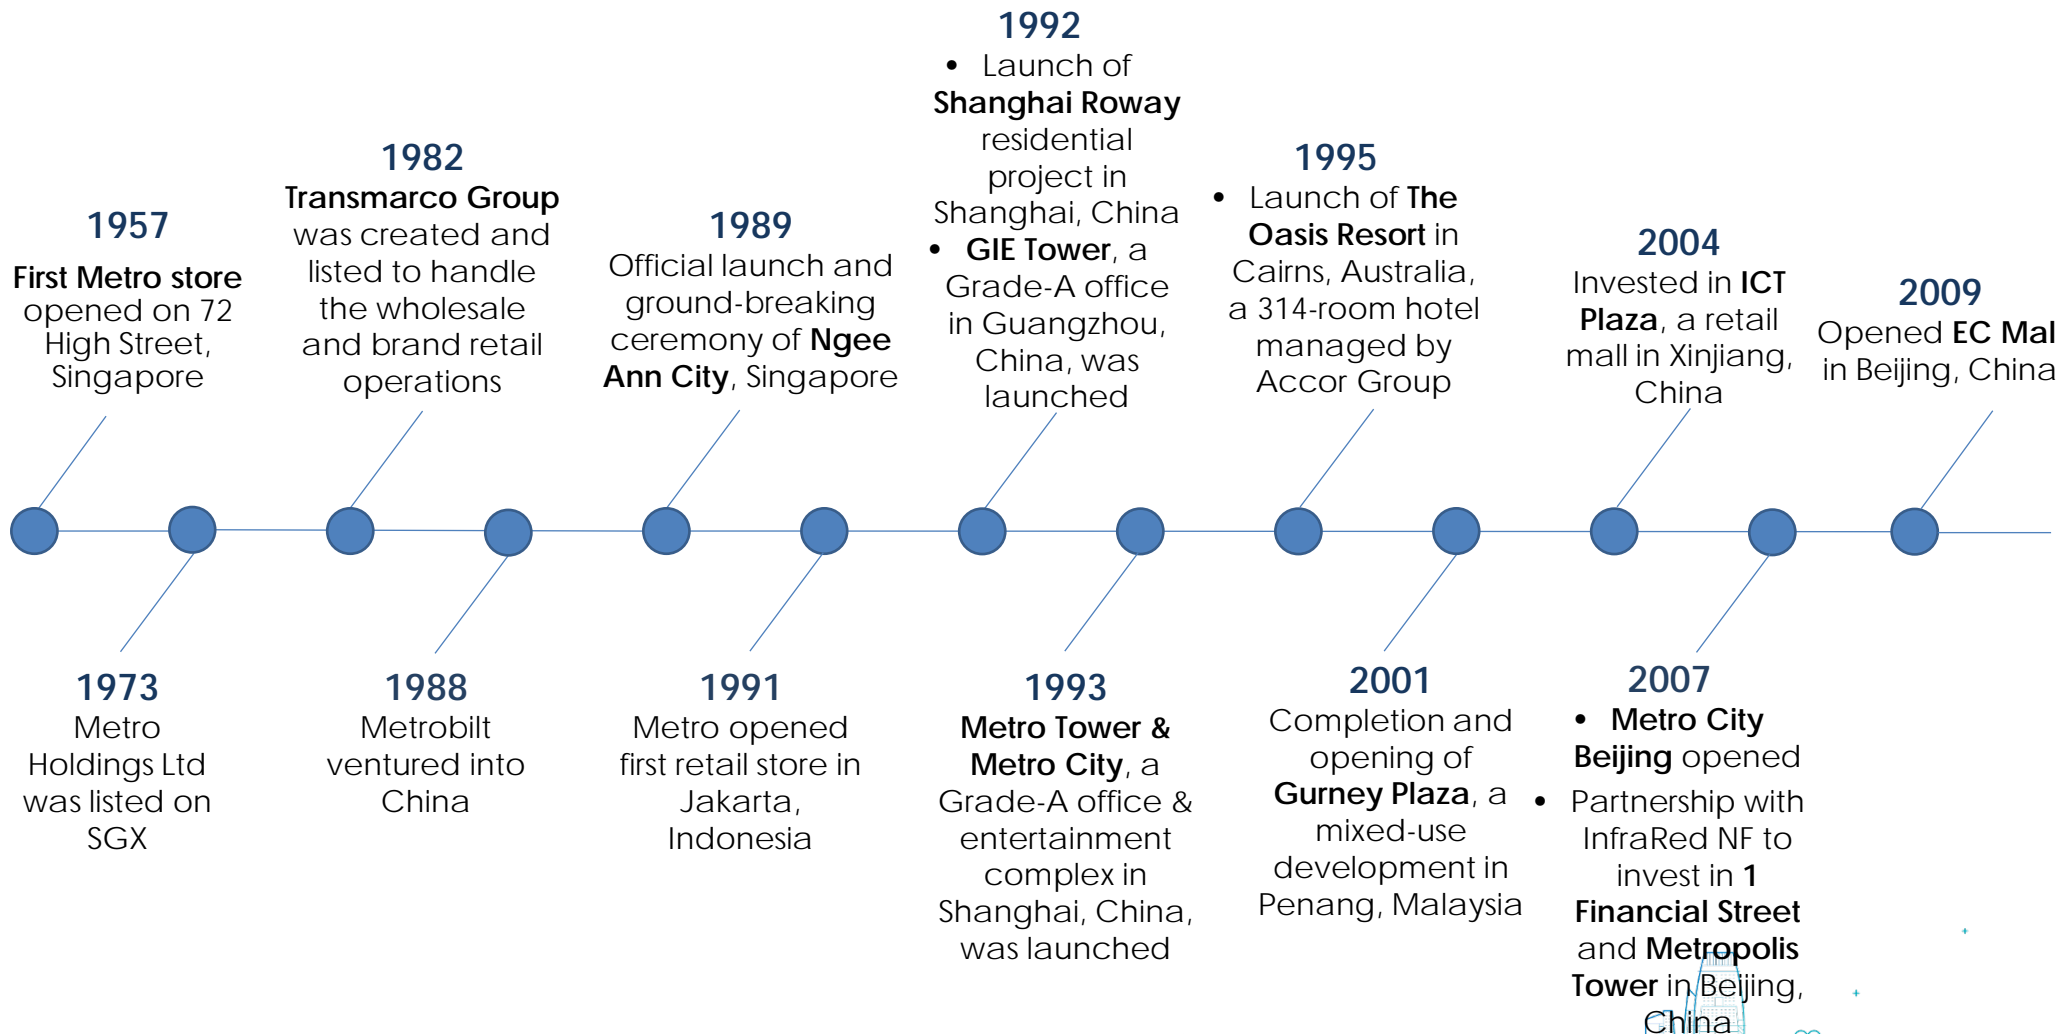 1957
First Metro store
opened on 72
High Street,
Singapore
1973
Metro
Holdings Ltd
was listed on
SGX
1982
Transmarco Group
was created and
listed to handle
the wholesale
and brand retail
operations
1988
Metrobilt
ventured into
China
1989
Official launch and
ground-breaking
ceremony of Ngee
Ann City, Singapore
1991
Metro opened
first retail store in
Jakarta,
Indonesia
1992
• Launch of
Shanghai Roway
residential
project in
Shanghai, China
• GIE Tower, a
Grade-A office
in Guangzhou,
China, was
launched
1993
Metro Tower &
Metro City, a
Grade-A office &
entertainment
complex in
Shanghai, China,
was launched
1995
• Launch of The
Oasis Resort in
Cairns, Australia,
a 314-room hotel
managed by
Accor Group
2001
Completion and
opening of
Gurney Plaza, a
mixed-use
development in
Penang, Malaysia
2004
Invested in ICT
Plaza, a retail
mall in Xinjiang,
China
2007
• Metro City
Beijing opened
• Partnership with
InfraRed NF to
invest in 1
Financial Street
and Metropolis
Tower in Beijing,
China
2009
Opened EC Mal
in Beijing, China